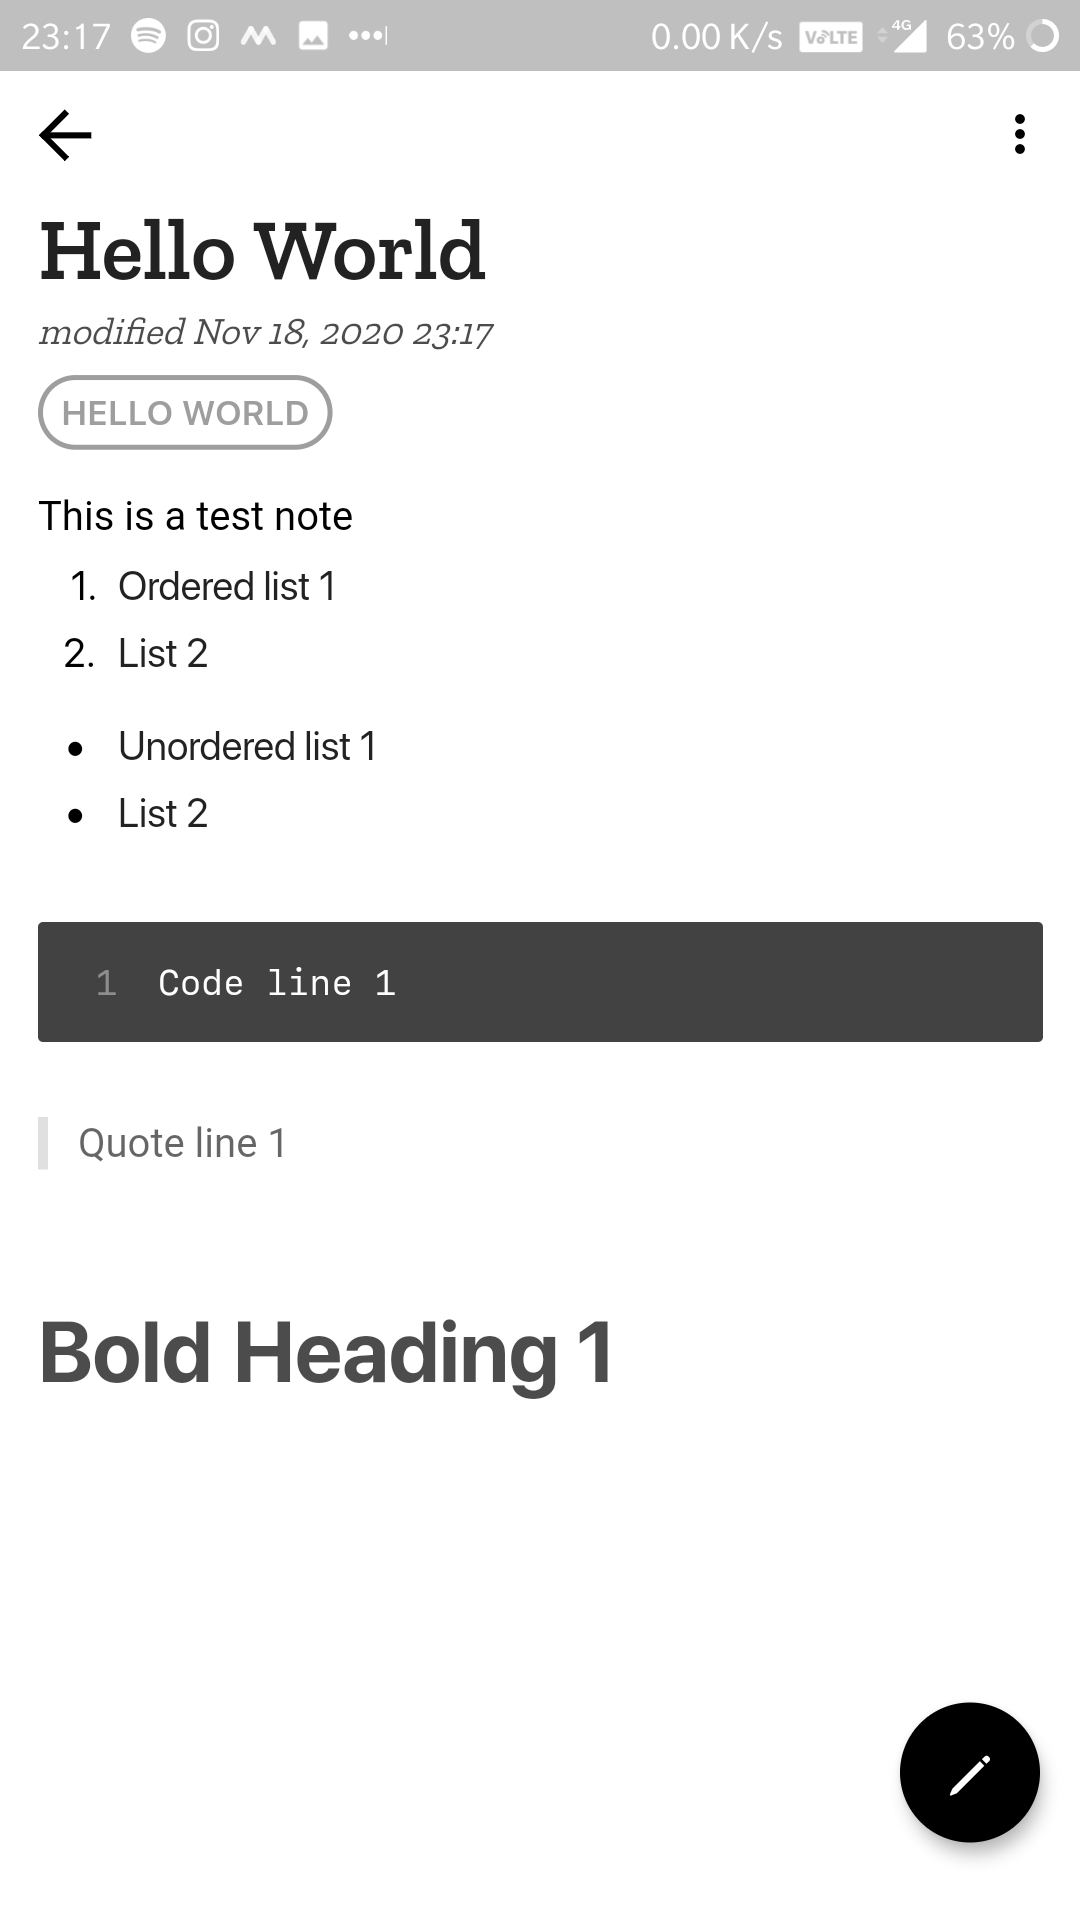 23:17 0.00 K/s VoLTE 4G 63%
Hello World
modified Nov 18, 2020 23:17
HELLO WORLD
This is a test note
1. Ordered list 1
2. List 2
• Unordered list 1
• List 2
1 Code line 1
Quote line 1
Bold Heading 1